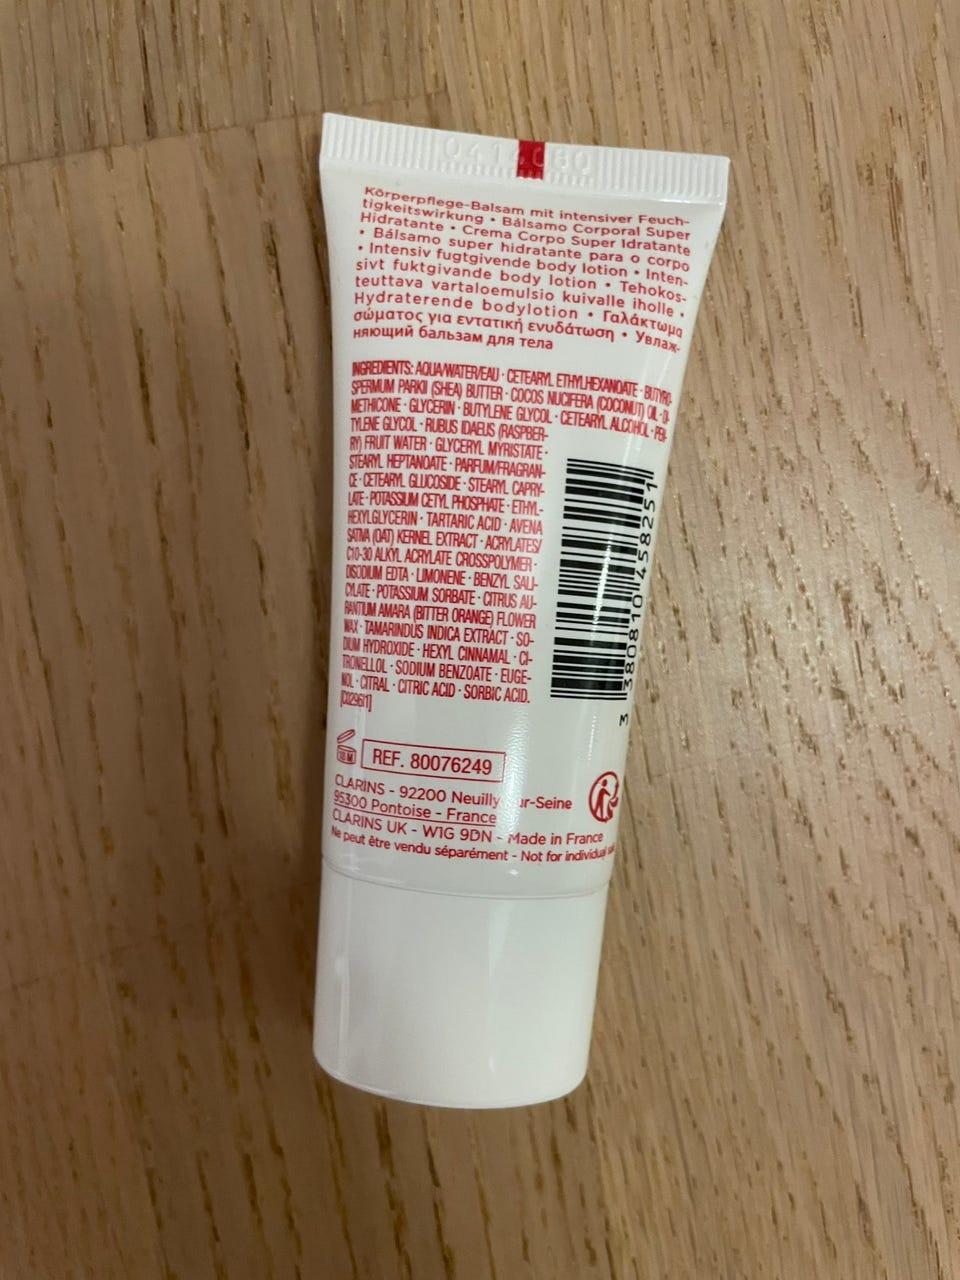 Körperpflege-Balsam mit intensiver Feuch-
tigkeitswirkung • Bálsamo Corporal Super
Hidratante • Crema Corpo Super Idratante
• Bálsamo super hidratante para o corpo
• Intensiv fugtgivende body lotion • Inten-
sivt fuktgivande body lotion • Tehokos-
teuttava vartaloemulsio kuivalle iholle •
Hydraterende bodylotion • Γαλάκτωμα
σώματος για εντατική ενυδάτωση • Увлаж-
няющий бальзам для тела
INGREDIENTS: AQUA/WATER/EAU · CETEARYL ETHYLHEXANOATE · BUTYRO-
SPERMUM PARKII (SHEA) BUTTER · COCOS NUCIFERA (COCONUT) OIL · DI-
METHICONE · GLYCERIN · BUTYLENE GLYCOL · CETEARYL ALCOHOL · PEN-
TYLENE GLYCOL · RUBUS IDAEUS (RASPBER-
RY) FRUIT WATER · GLYCERYL MYRISTATE ·
STEARYL HEPTANOATE · PARFUM/FRAGRAN-
CE · CETEARYL GLUCOSIDE · STEARYL CAPRY-
LATE · POTASSIUM CETYL PHOSPHATE · ETHYL-
HEXYLGLYCERIN · TARTARIC ACID · AVENA
SATIVA (OAT) KERNEL EXTRACT · ACRYLATES/
C10-30 ALKYL ACRYLATE CROSSPOLYMER ·
DISODIUM EDTA · LIMONENE · BENZYL SALI-
CYLATE · POTASSIUM SORBATE · CITRUS AU-
RANTIUM AMARA (BITTER ORANGE) FLOWER
WAX · TAMARINDUS INDICA EXTRACT · SO-
DIUM HYDROXIDE · HEXYL CINNAMAL · CI-
TRONELLOL · SODIUM BENZOATE · EUGE-
NOL · CITRAL · CITRIC ACID · SORBIC ACID.
[C0296I1]
3 380810 458251
18 M
REF. 80076249
CLARINS - 92200 Neuilly-sur-Seine
95300 Pontoise - France
CLARINS UK - W1G 9DN - Made in France
Ne peut être vendu séparément - Not for individual